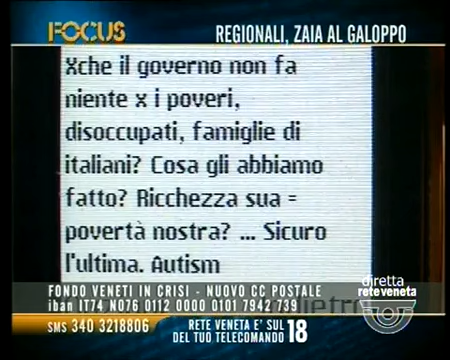 FOCUS
REGIONALI, ZAIA AL GALOPPO
Xche il governo non fa
niente x i poveri,
disoccupati, famiglie di
italiani? Cosa gli abbiamo
fatto? Ricchezza sua =
povertà nostra? ... Sicuro
l'ultima. Autism
diretta
reteveneta
FONDO VENETI IN CRISI - NUOVO CC POSTALE
iban IT74 N076 0112 0000 0101 7942 739
SMS 340 3218806
RETE VENETA E' SUL
DEL TUO TELECOMANDO 18